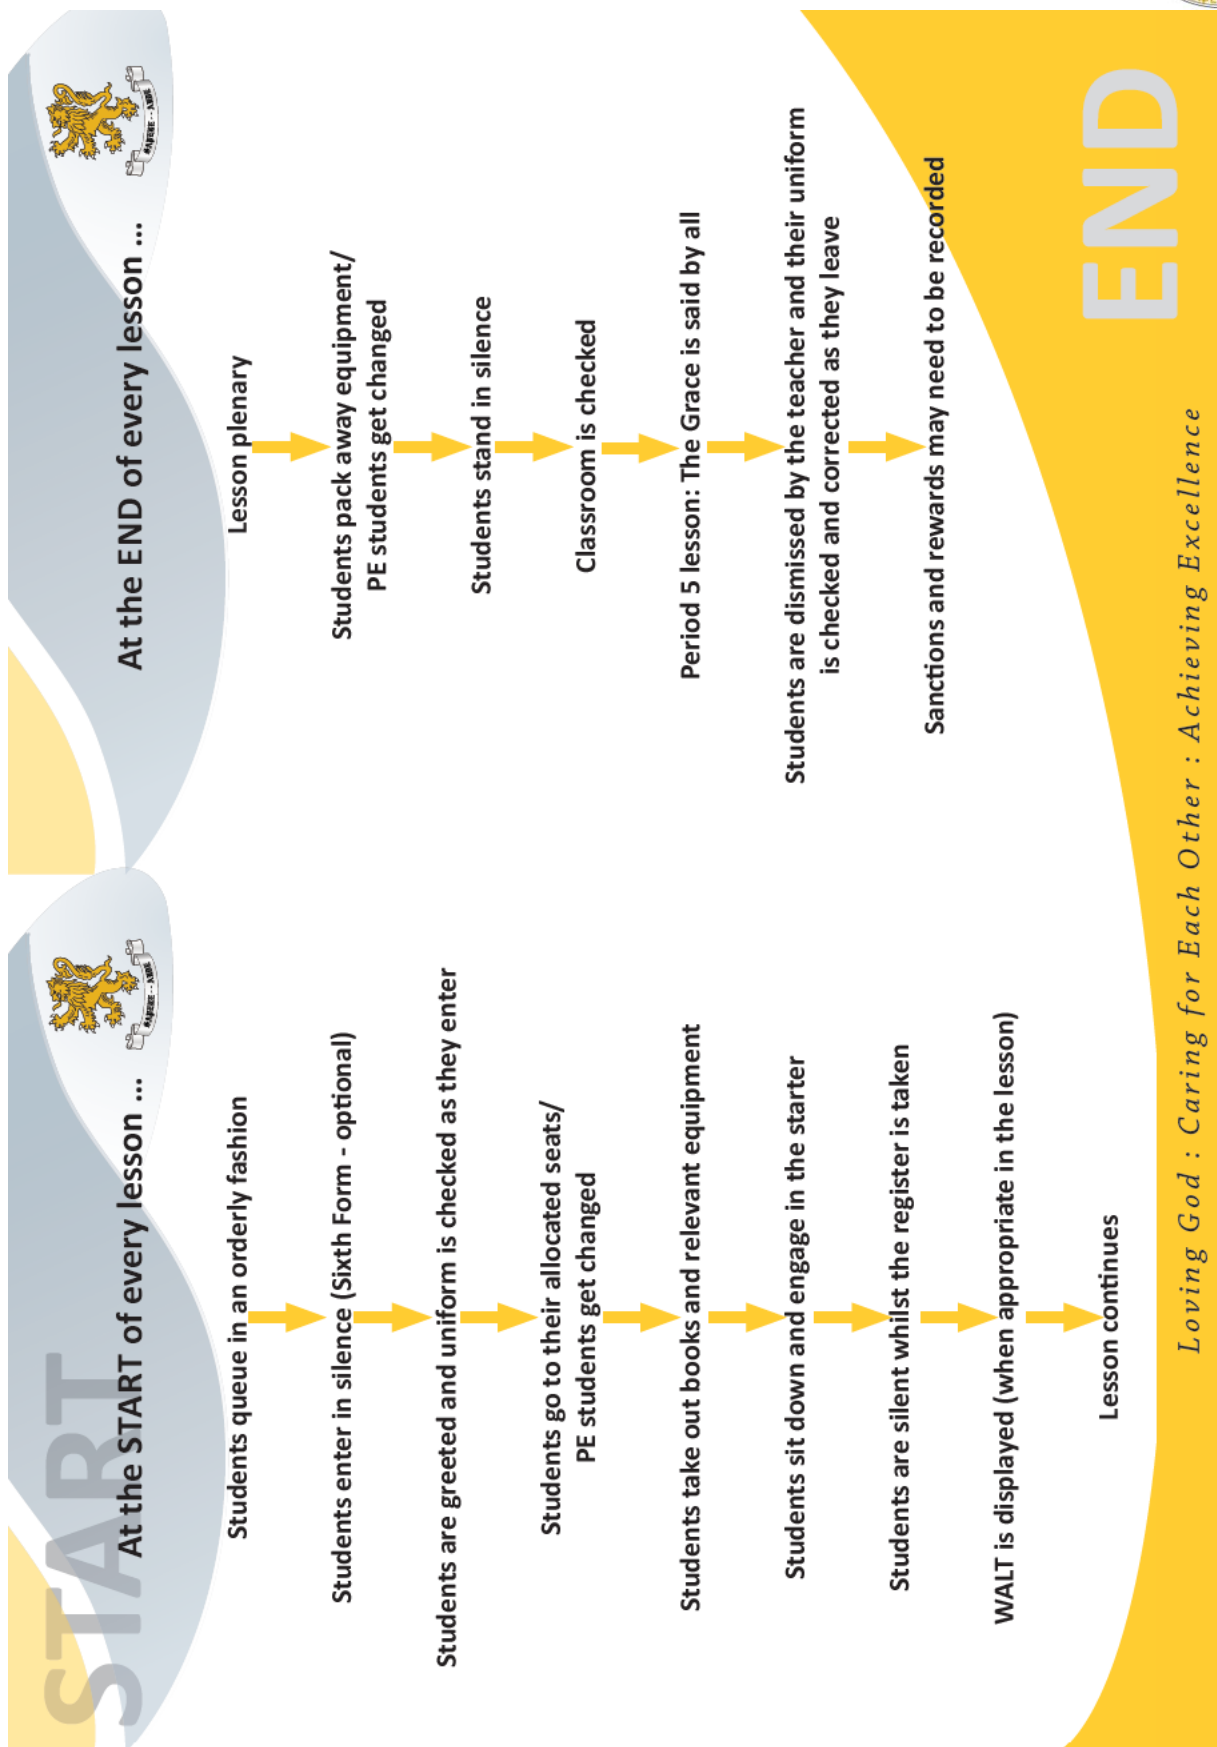 START
At the START of every lesson ...
SAPERE -- AUDE
Students queue in an orderly fashion
Students enter in silence (Sixth Form - optional)
Students are greeted and uniform is checked as they enter
Students go to their allocated seats/
PE students get changed
Students take out books and relevant equipment
Students sit down and engage in the starter
Students are silent whilst the register is taken
WALT is displayed (when appropriate in the lesson)
Lesson continues
At the END of every lesson ...
SAPERE -- AUDE
Lesson plenary
Students pack away equipment/
PE students get changed
Students stand in silence
Classroom is checked
Period 5 lesson: The Grace is said by all
Students are dismissed by the teacher and their uniform
is checked and corrected as they leave
Sanctions and rewards may need to be recorded
END
Loving God : Caring for Each Other : Achieving Excellence